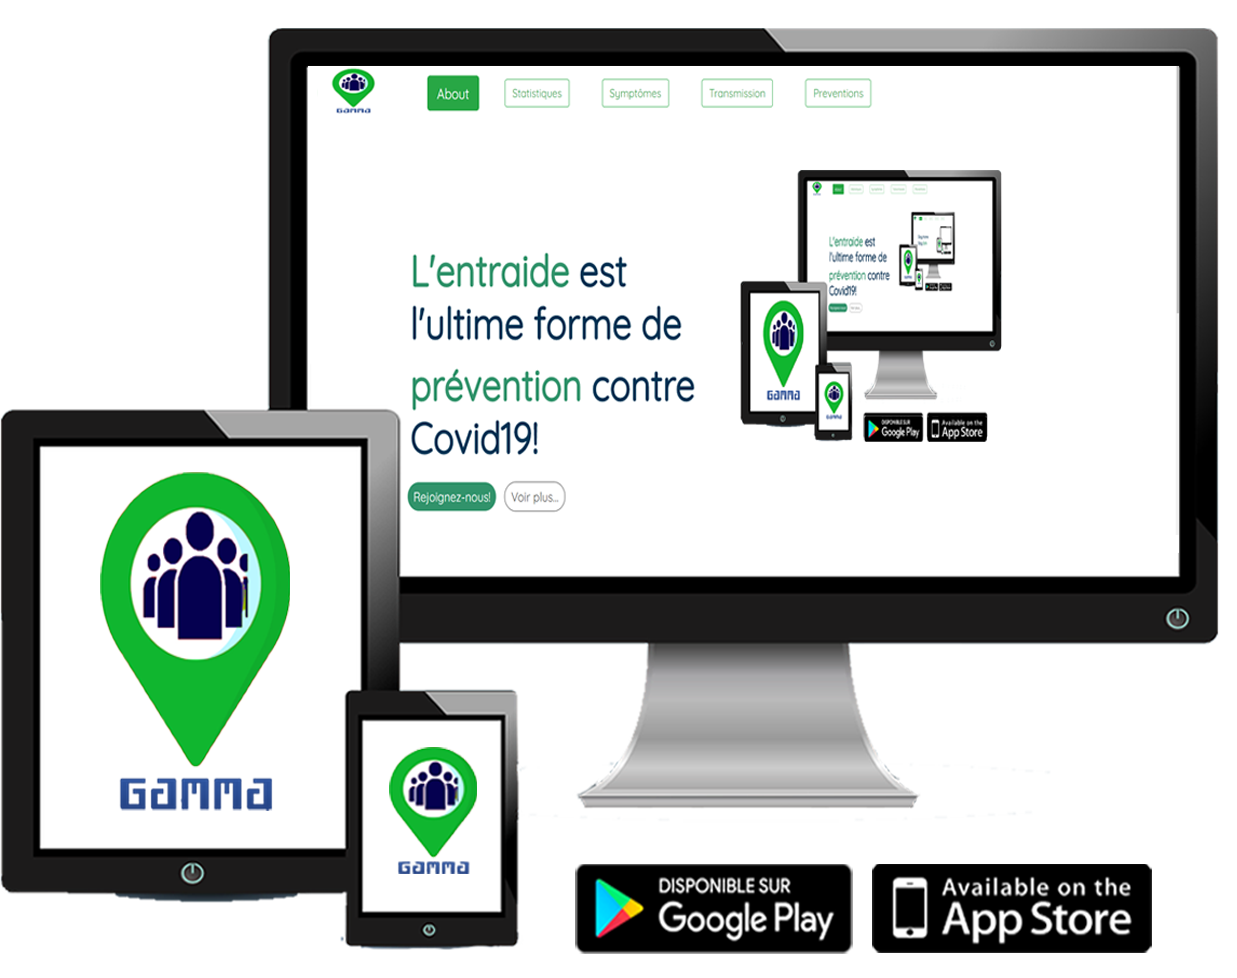 GAMMA
About
Statistiques
Symptômes
Transmission
Preventions
L'entraide est
l'ultime forme de
prévention contre
Covid19!
Rejoignez-nous!
Voir plus...
L'entraide est
l'ultime forme de
prévention contre
Covid19!
GAMMA
DISPONIBLE SUR
Google Play
Available on the
App Store
GAMMA
GAMMA
DISPONIBLE SUR
Google Play
Available on the
App Store